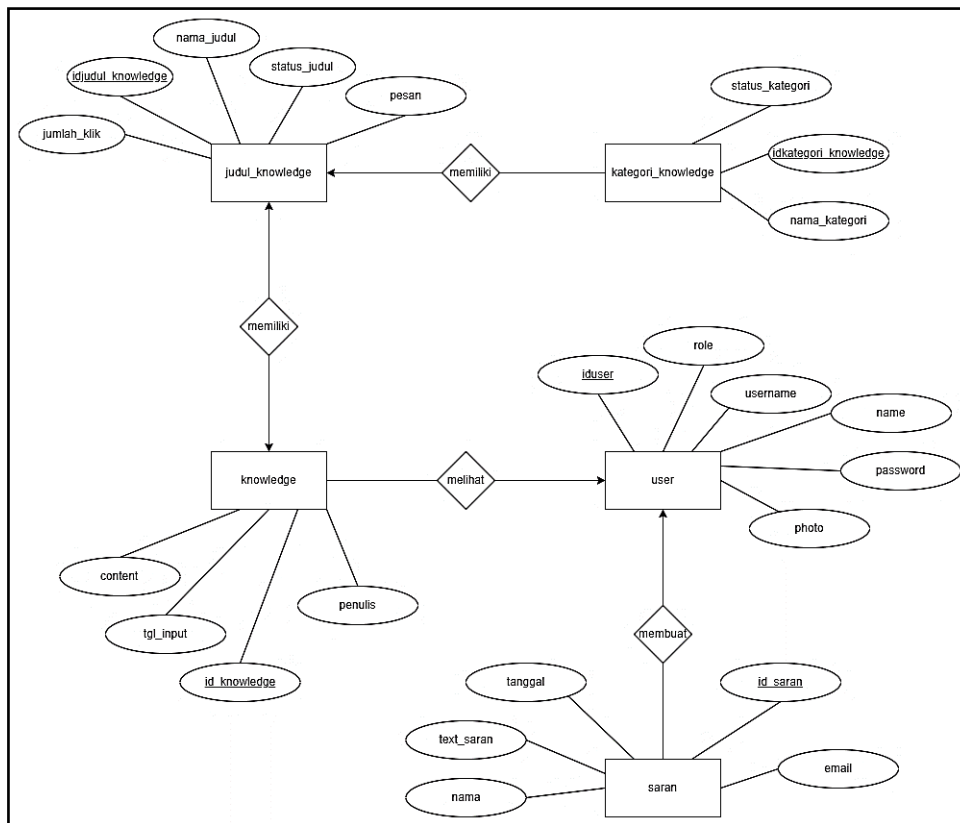 nama_judul
status_judul
idjudul_knowledge
pesan
status_kategori
jumlah_klik
idkategori_knowledge
judul_knowledge
memiliki
kategori_knowledge
nama_kategori
memiliki
role
iduser
username
name
knowledge
melihat
user
password
photo
content
penulis
tgl_input
membuat
id_knowledge
tanggal
id_saran
text_saran
email
nama
saran